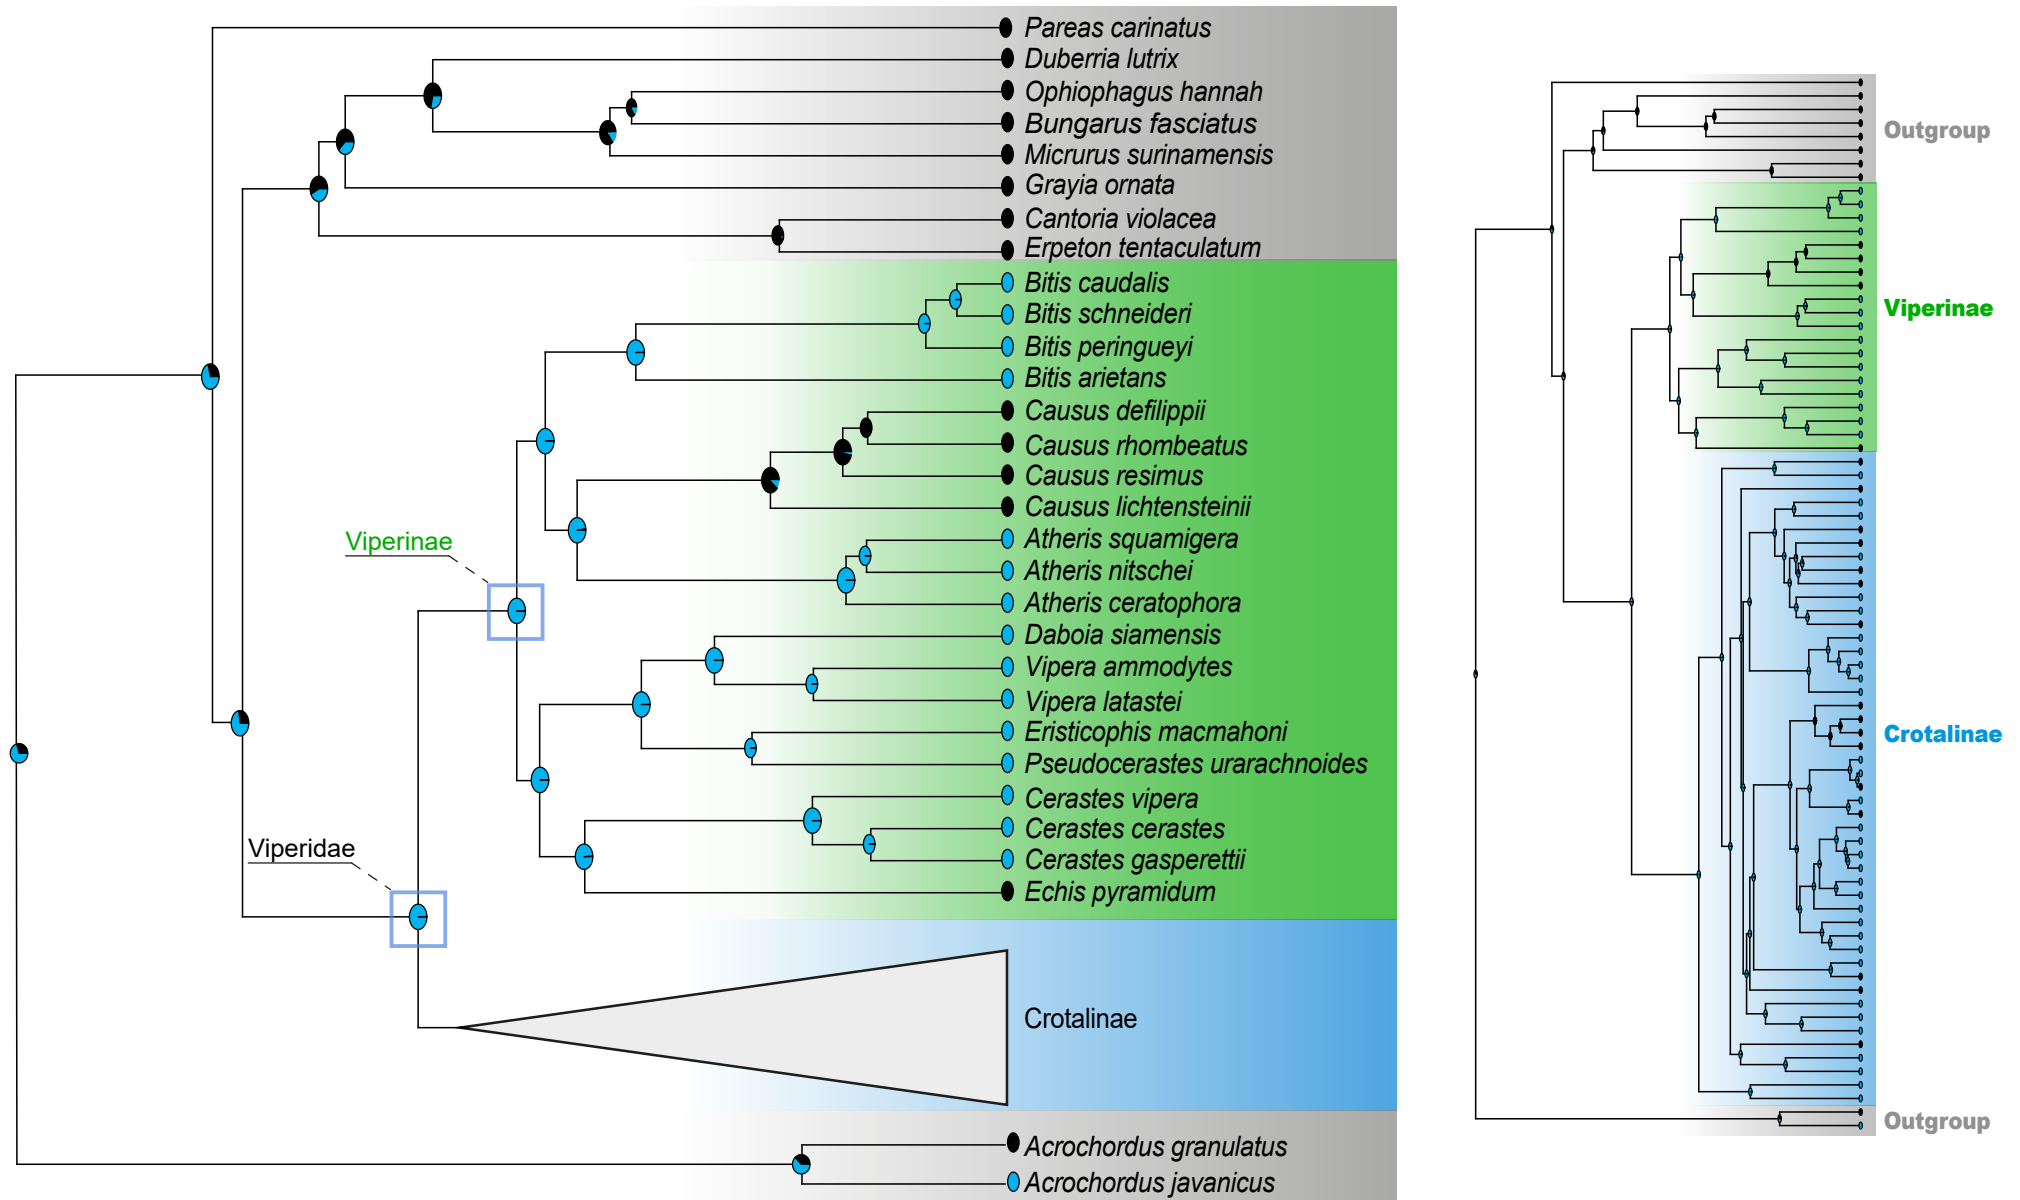 Pareas carinatus
Duberria lutrix
Ophiophagus hannah
Bungarus fasciatus
Micrurus surinamensis
Grayia ornata
Cantoria violacea
Erpeton tentaculatum
Bitis caudalis
Bitis schneideri
Bitis peringueyi
Bitis arietans
Causus defilippii
Causus rhombeatus
Causus resimus
Causus lichtensteinii
Atheris squamigera
Atheris nitschei
Atheris ceratophora
Daboia siamensis
Vipera ammodytes
Vipera latastei
Eristicophis macmahoni
Pseudocerastes urarachnoides
Cerastes vipera
Cerastes cerastes
Cerastes gasperettii
Echis pyramidum
Viperinae
Viperidae
Crotalinae
Acrochordus granulatus
Acrochordus javanicus
Outgroup
Viperinae
Crotalinae
Outgroup